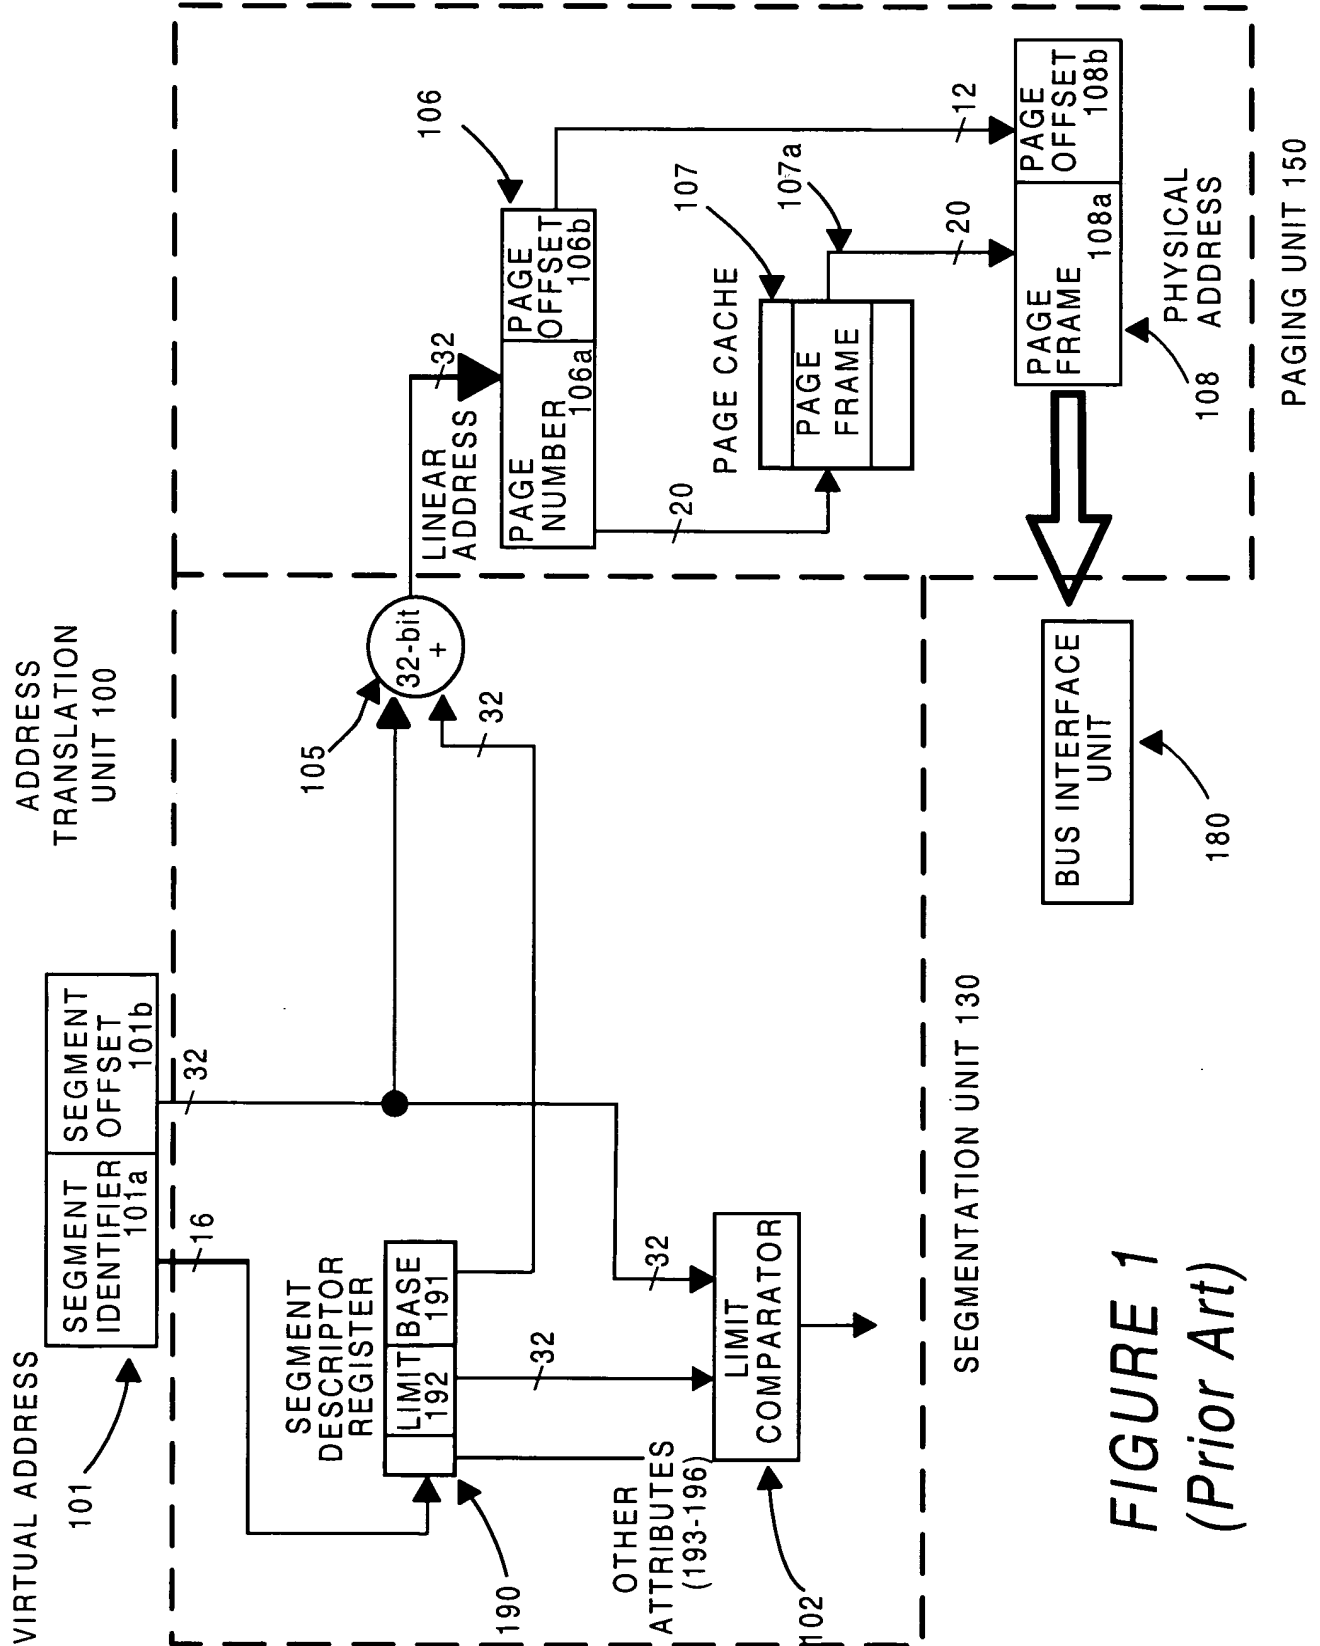 VIRTUAL ADDRESS
101
SEGMENT
IDENTIFIER
101a
SEGMENT
OFFSET
101b
ADDRESS
TRANSLATION
UNIT 100
16
32
SEGMENT
DESCRIPTOR
REGISTER
LIMIT
192
BASE
191
190
32
32
OTHER
ATTRIBUTES
(193-196)
LIMIT
COMPARATOR
102
105
32-bit
+
32
SEGMENTATION UNIT 130
LINEAR
ADDRESS
32
106
PAGE
NUMBER
106a
PAGE
OFFSET
106b
20
12
PAGE CACHE
107
PAGE
FRAME
107a
20
PAGE
FRAME
108a
PAGE
OFFSET
108b
108
PHYSICAL
ADDRESS
PAGING UNIT 150
BUS INTERFACE
UNIT
180
FIGURE 1
(Prior Art)